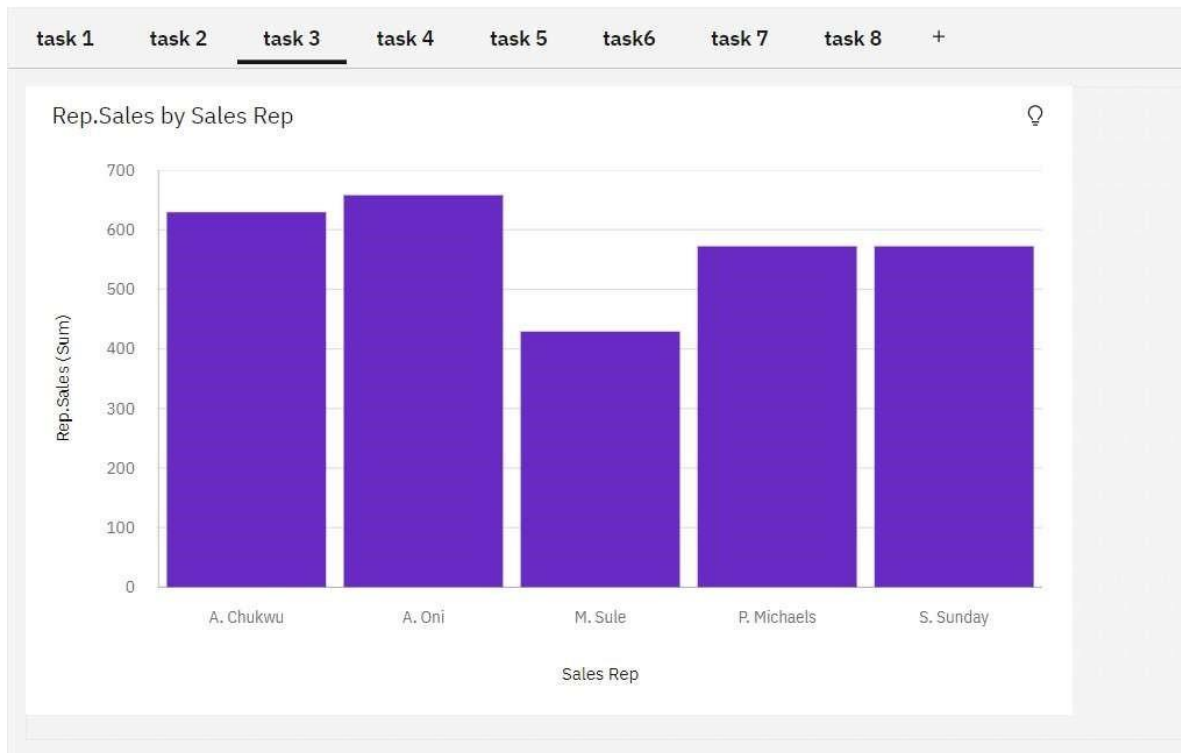 task 1 task 2 task 3 task 4 task 5 task6 task 7 task 8 +
Rep.Sales by Sales Rep
Rep.Sales (Sum)
700
600
500
400
300
200
100
0
A. Chukwu A. Oni M. Sule P. Michaels S. Sunday
Sales Rep